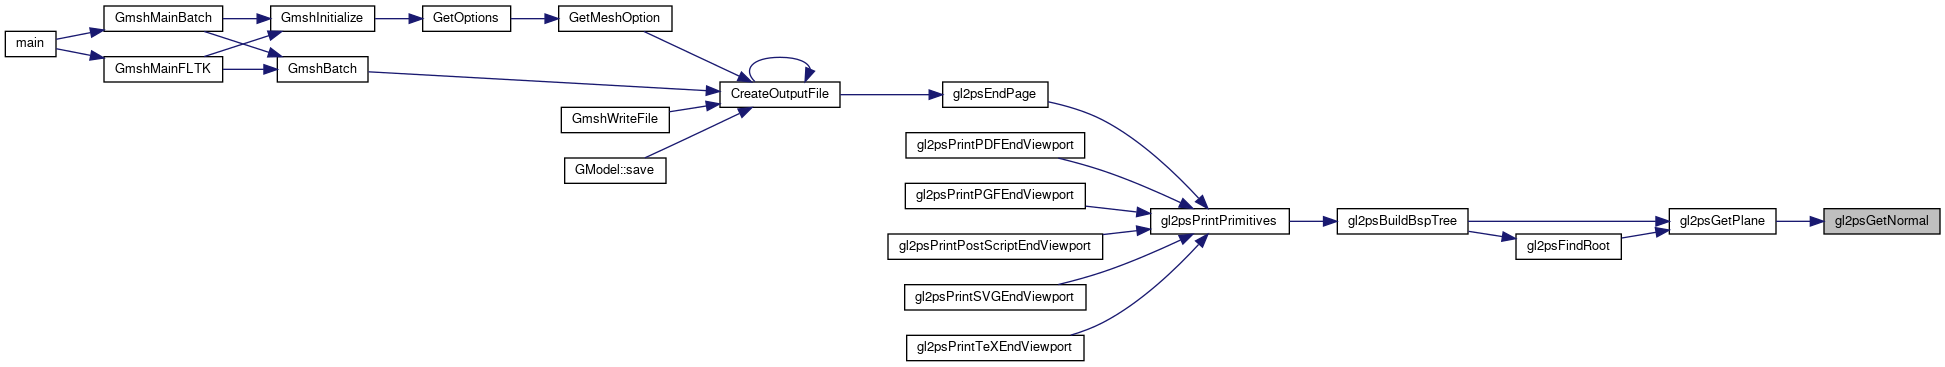 main
GmshMainBatch
GmshMainFLTK
GmshInitialize
GmshBatch
GetOptions
GetMeshOption
GmshWriteFile
GModel::save
CreateOutputFile
gl2psEndPage
gl2psPrintPDFEndViewport
gl2psPrintPGFEndViewport
gl2psPrintPostScriptEndViewport
gl2psPrintSVGEndViewport
gl2psPrintTeXEndViewport
gl2psPrintPrimitives
gl2psBuildBspTree
gl2psFindRoot
gl2psGetPlane
gl2psGetNormal